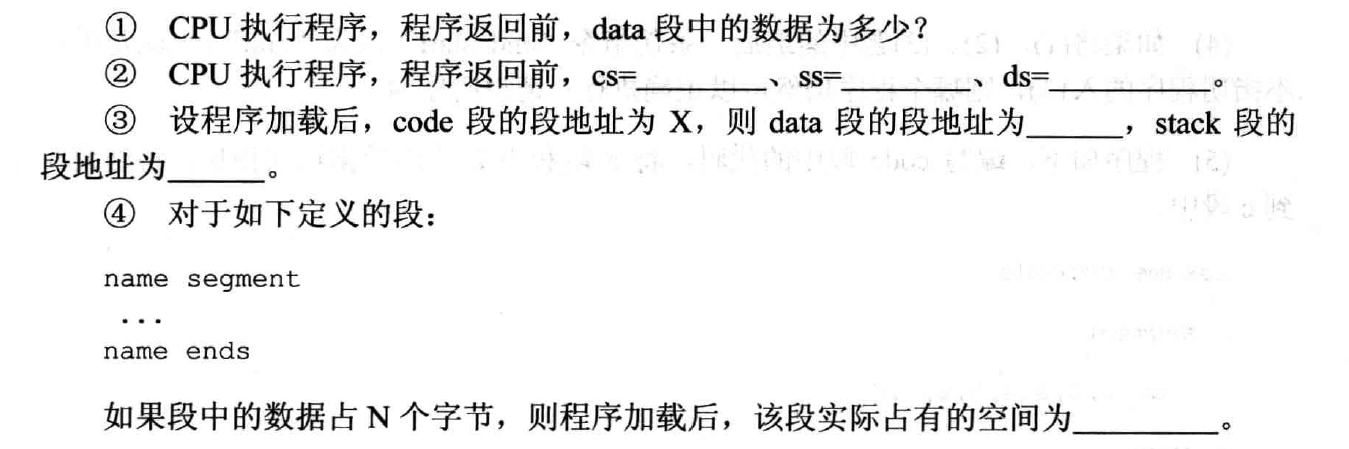 ① CPU 执行程序，程序返回前，data 段中的数据为多少？
② CPU 执行程序，程序返回前，cs=________、ss=________、ds=________。
③ 设程序加载后，code 段的段地址为 X，则 data 段的段地址为______，stack 段的
段地址为______。
④ 对于如下定义的段：
name segment
...
name ends
如果段中的数据占 N 个字节，则程序加载后，该段实际占有的空间为_________。